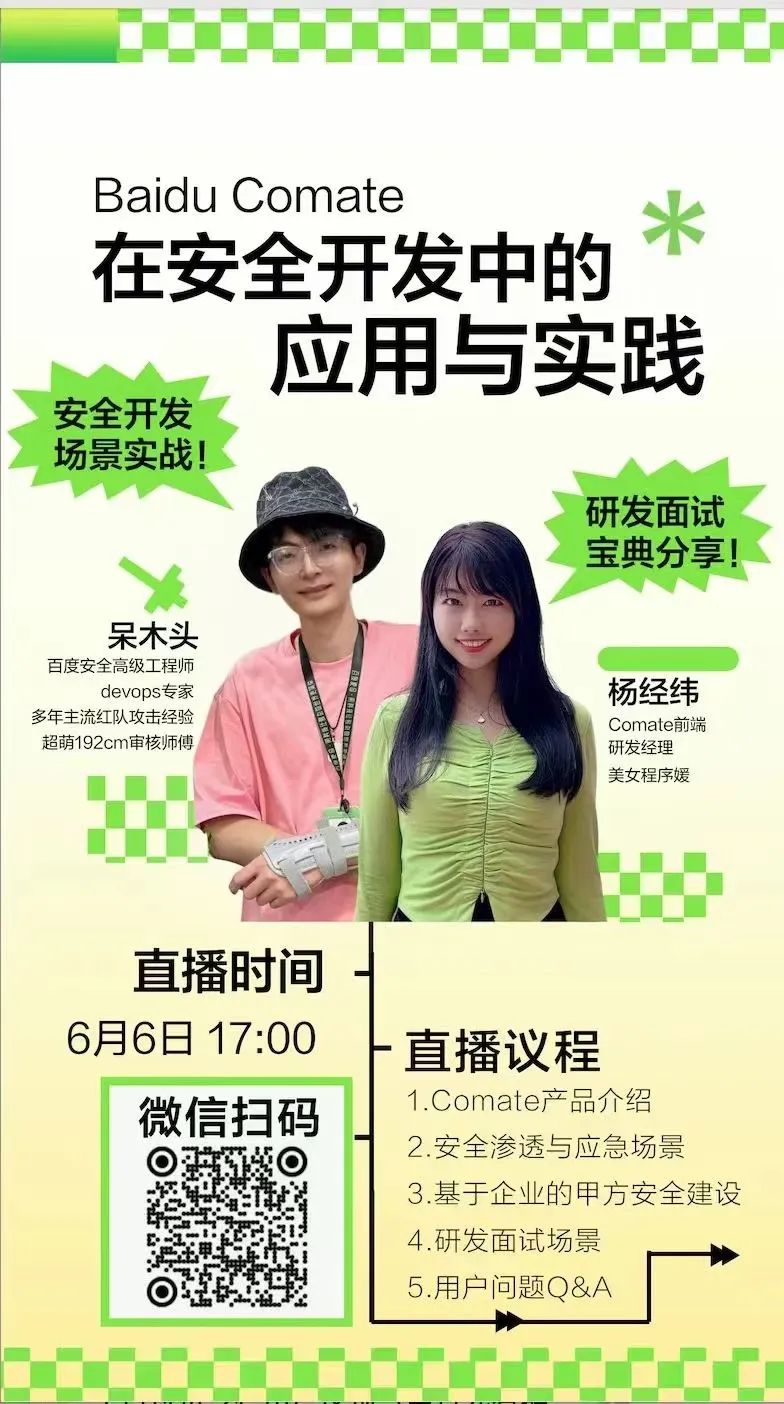 Baidu Comate
在安全开发中的
应用与实践
安全开发
场景实战！
研发面试
宝典分享！
呆木头
百度安全高级工程师
devops专家
多年主流红队攻击经验
超萌192cm审核师傅
杨经纬
Comate前端
研发经理
美女程序媛
直播时间
6月6日 17:00
微信扫码
直播议程
1.Comate产品介绍
2.安全渗透与应急场景
3.基于企业的甲方安全建设
4.研发面试场景
5.用户问题Q&A